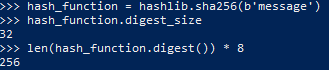 >>> hash_function = hashlib.sha256(b'message')
>>> hash_function.digest_size
32
>>> len(hash_function.digest()) * 8
256